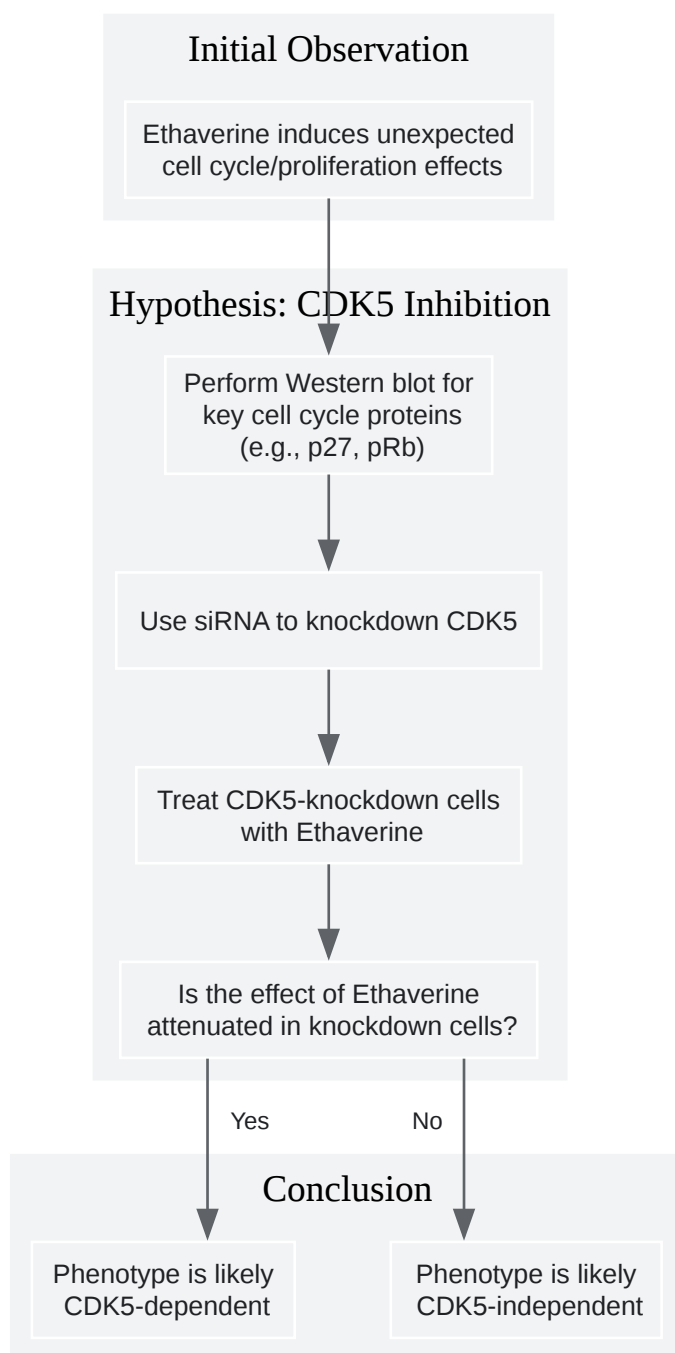 Initial Observation
Ethaverine induces unexpected
cell cycle/proliferation effects
Hypothesis: CDK5 Inhibition
Perform Western blot for
key cell cycle proteins
(e.g., p27, pRb)
Use siRNA to knockdown CDK5
Treat CDK5-knockdown cells
with Ethaverine
Is the effect of Ethaverine
attenuated in knockdown cells?
Yes
No
Conclusion
Phenotype is likely
CDK5-dependent
Phenotype is likely
CDK5-independent